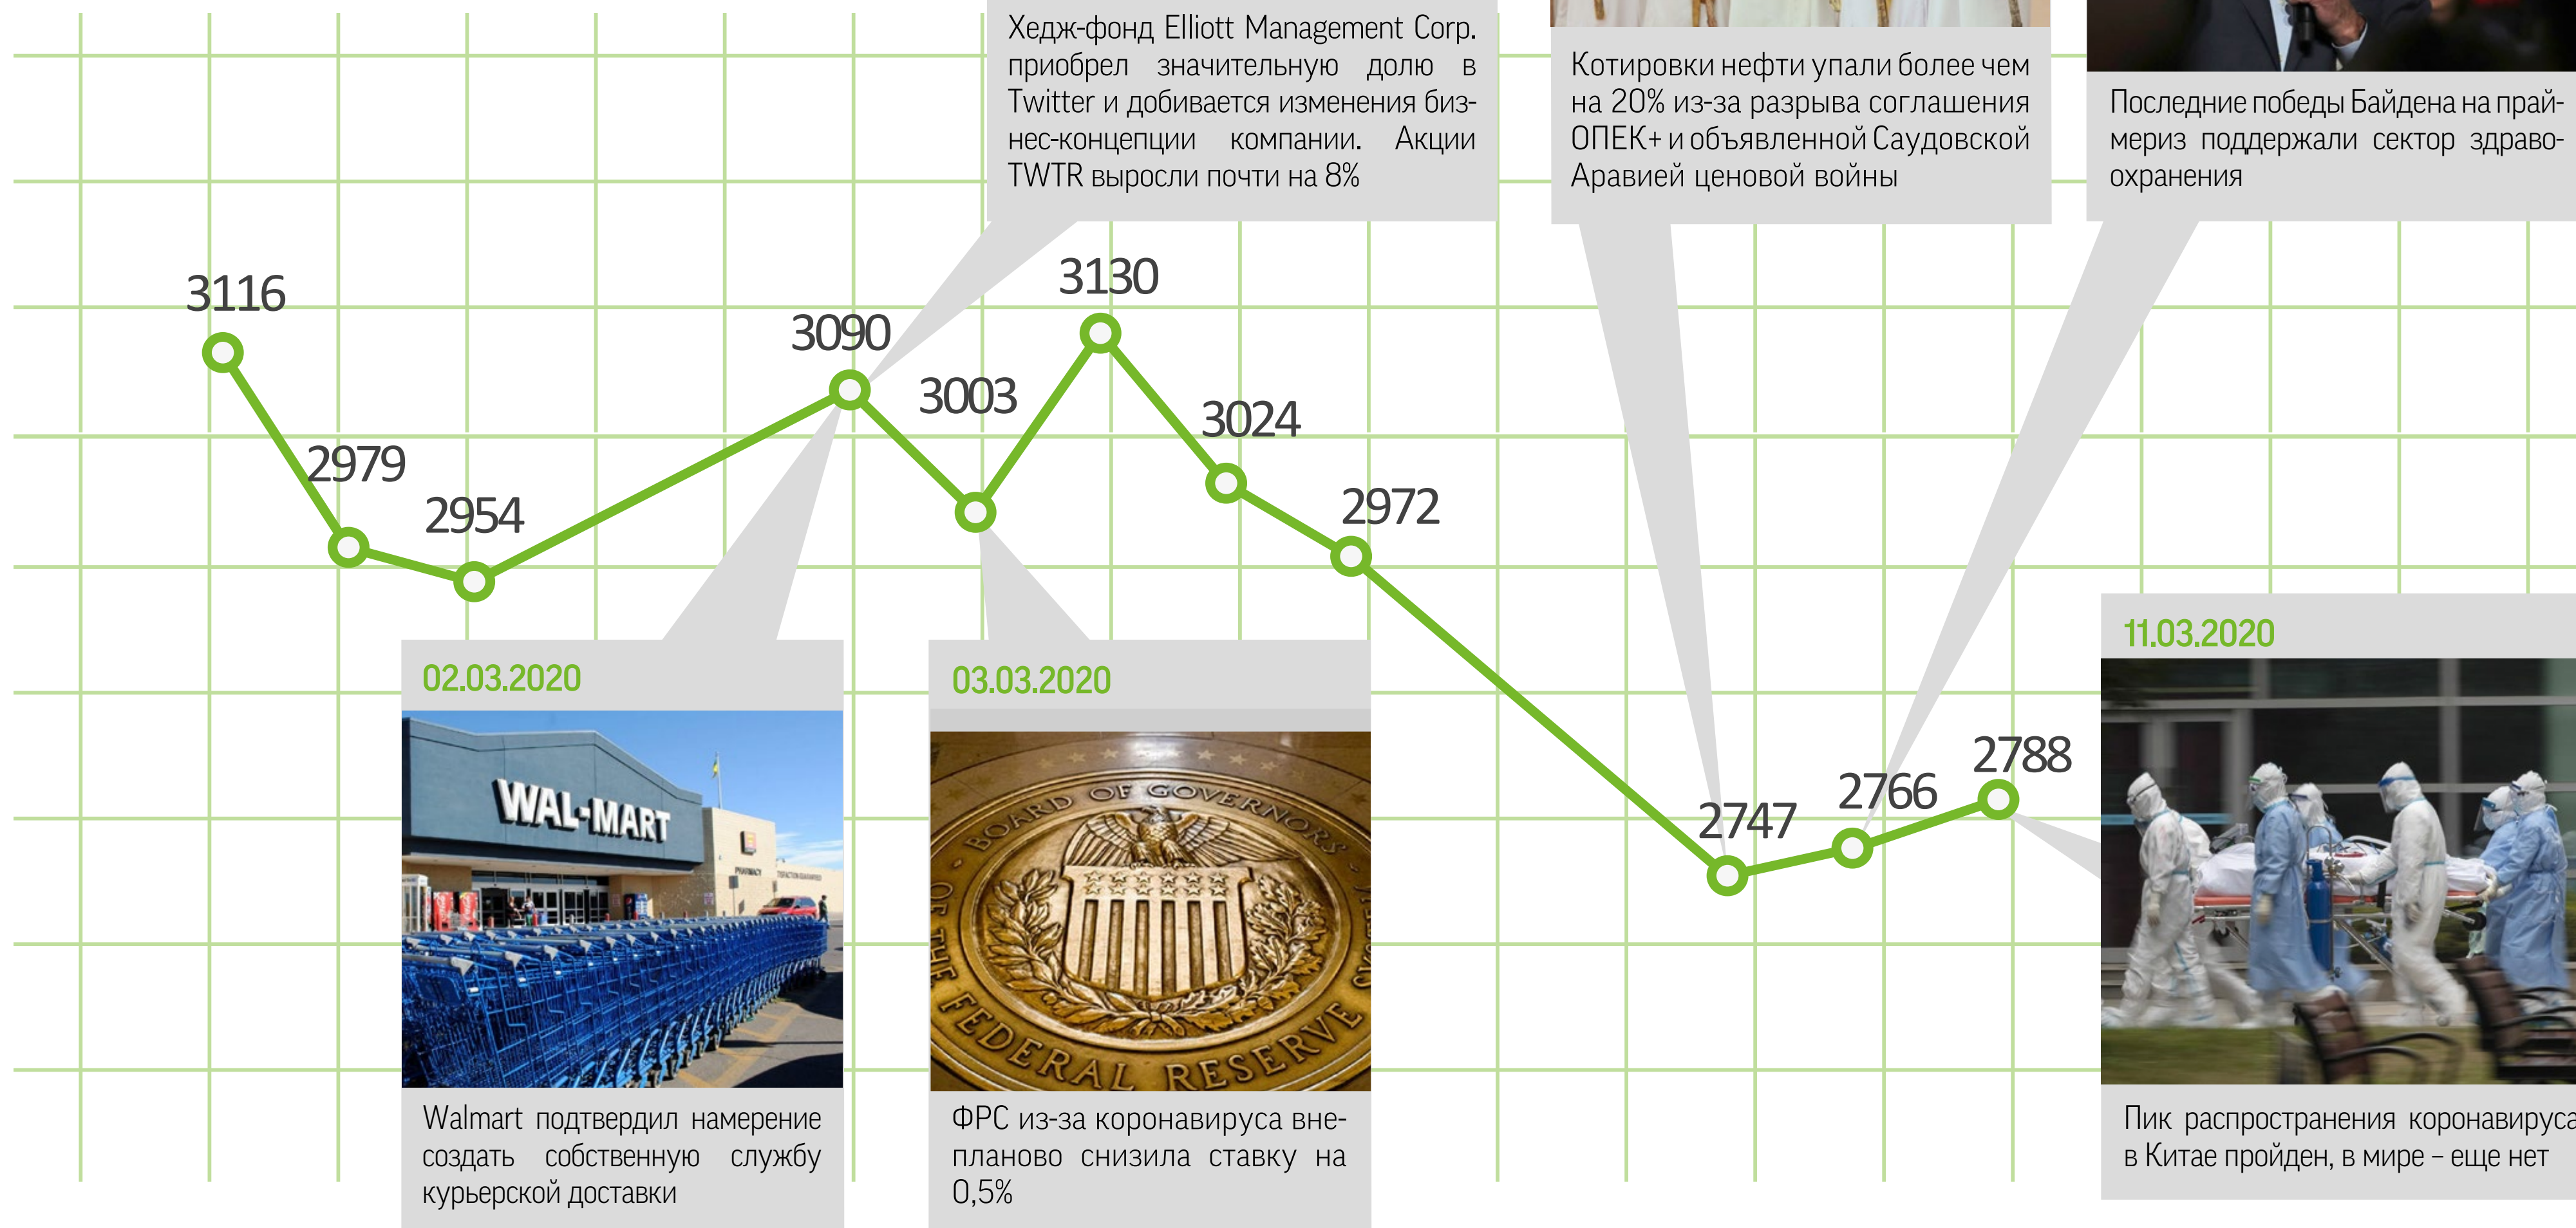 Хедж-фонд Elliott Management Corp.
приобрел значительную долю в
Twitter и добивается изменения биз-
нес-концепции компании. Акции
TWTR выросли почти на 8%
Котировки нефти упали более чем
на 20% из-за разрыва соглашения
ОПЕК+ и объявленной Саудовской
Аравией ценовой войны
Последние победы Байдена на прай-
мериз поддержали сектор здраво-
охранения
3116
2979
2954
3090
3003
3130
3024
2972
2747
2766
2788
02.03.2020
WAL-MART
PHARMACY
Walmart подтвердил намерение
создать собственную службу
курьерской доставки
03.03.2020
BOARD OF GOVERNORS
OF THE FEDERAL RESERVE
ФРС из-за коронавируса вне-
планово снизила ставку на
0,5%
11.03.2020
Пик распространения коронавируса
в Китае пройден, в мире – еще нет